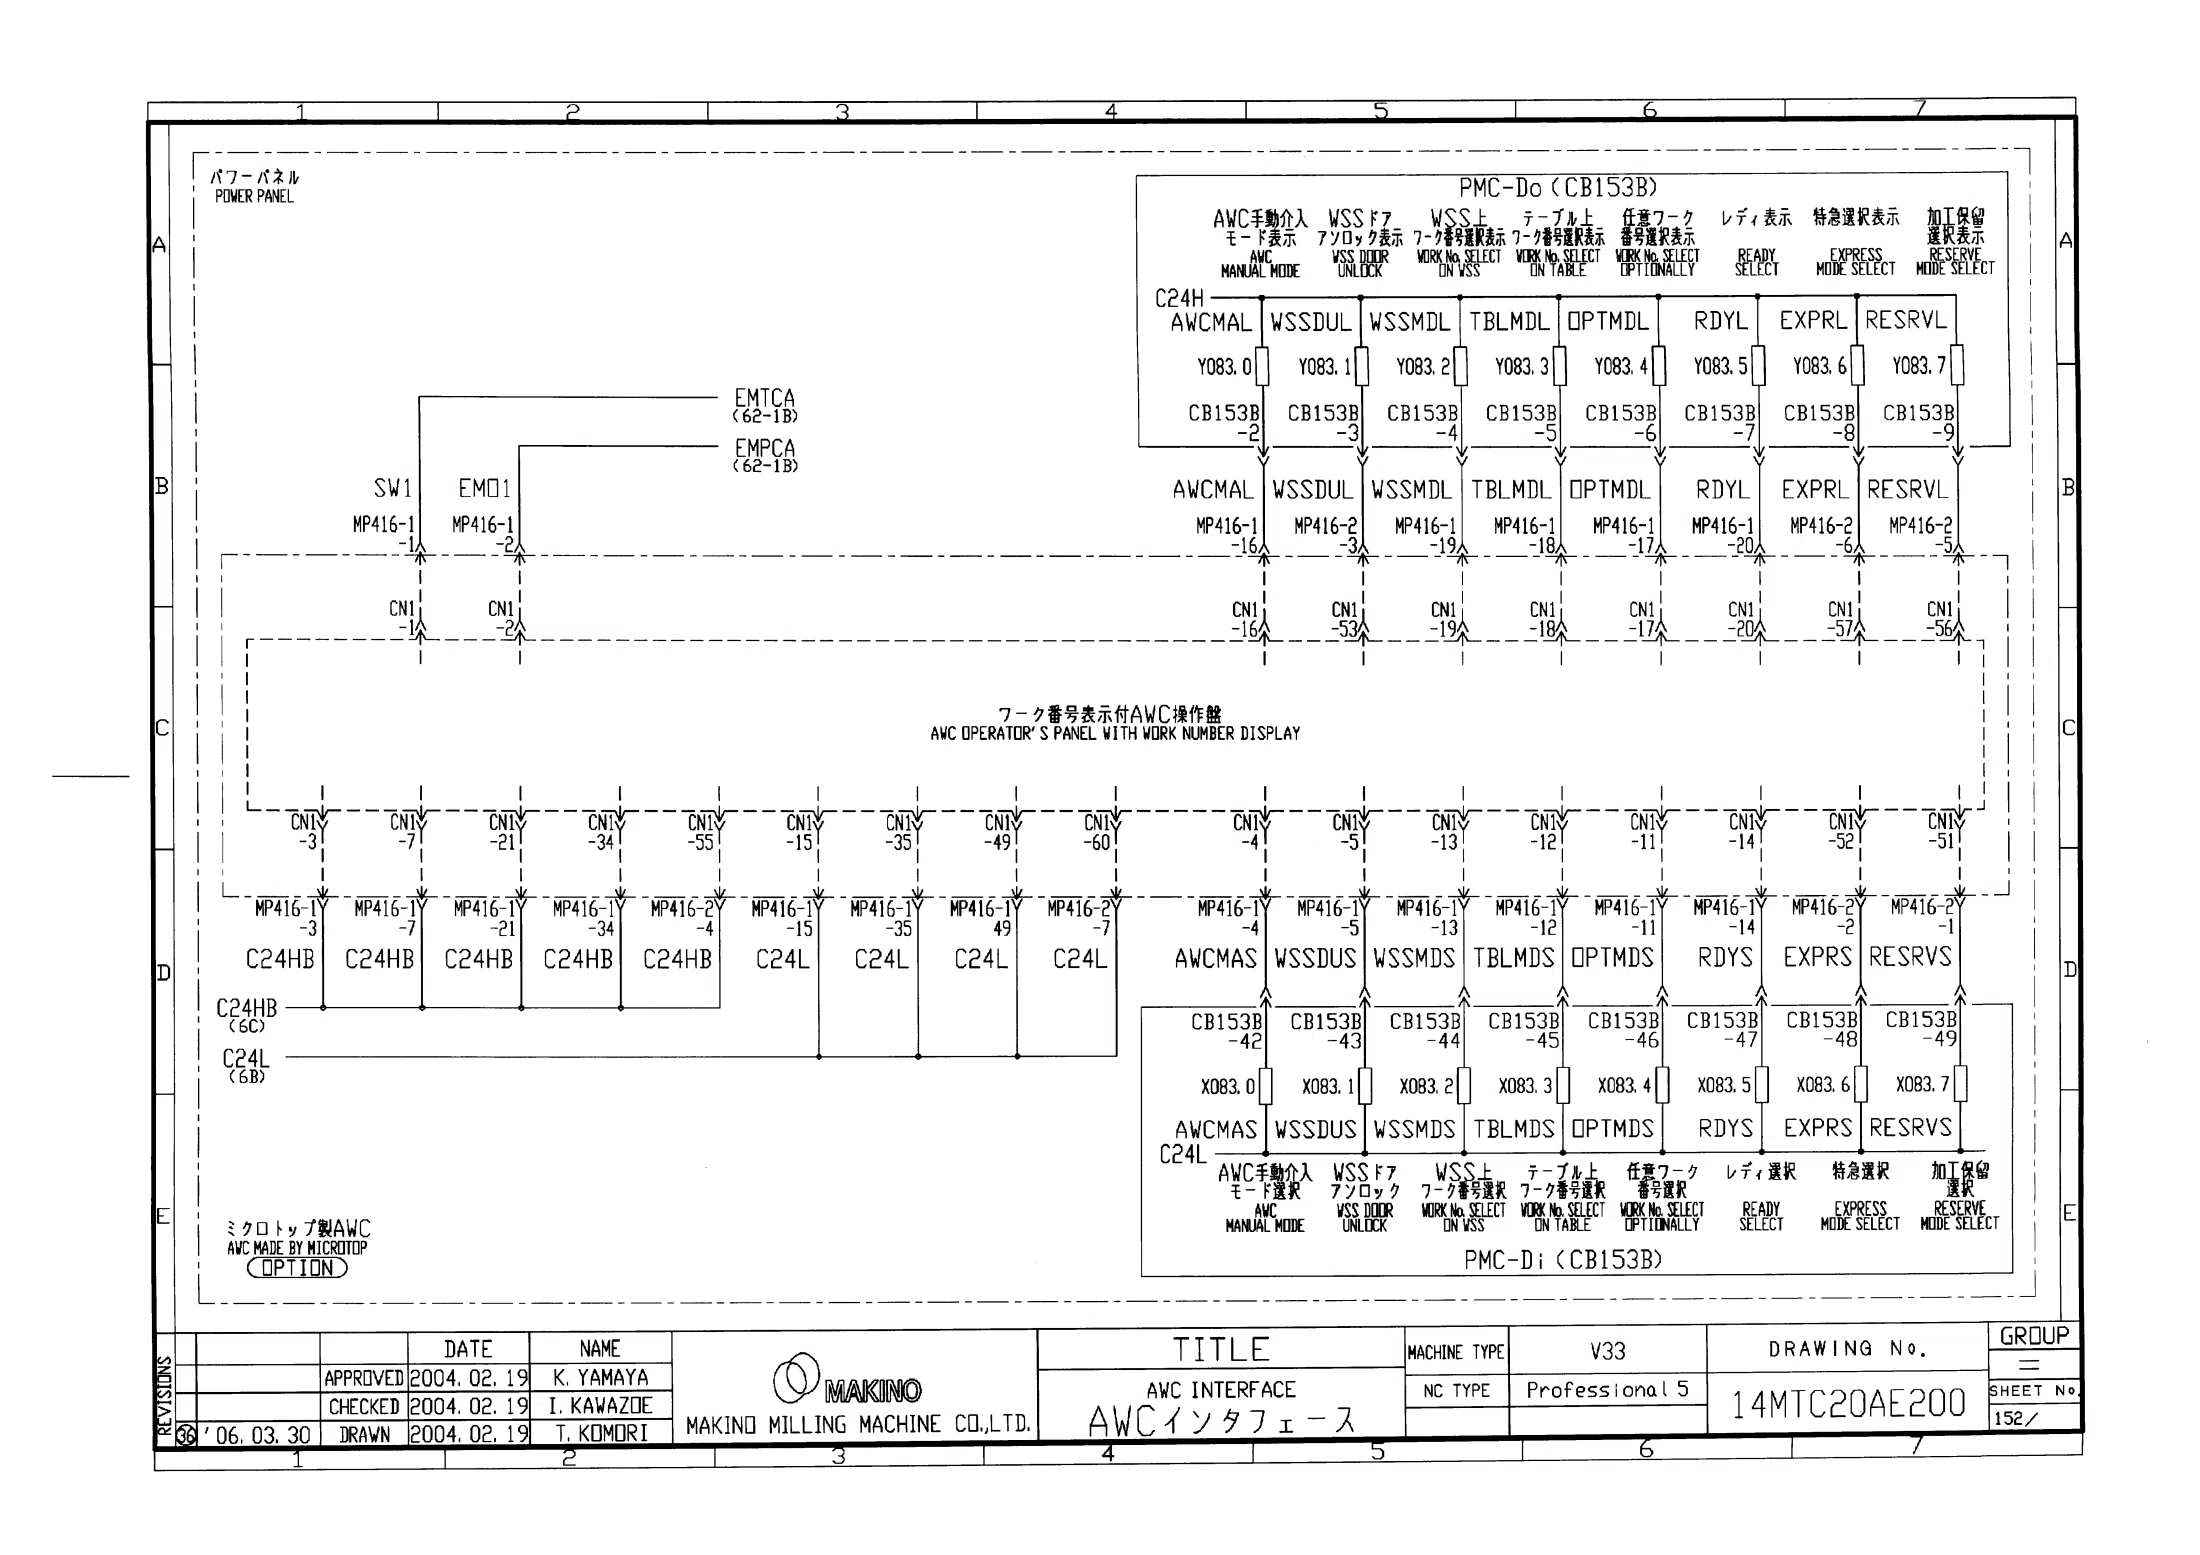 1 2 3 4 5 6 7
パワーパネル
POWER PANEL
PMC-Do (CB153B)
AWC手動介入 WSSドア WSS上 テーブル上 任意ワーク レディ表示 特急選択表示 加工保留
モード表示 アンロック表示 ワーク番号選択表示 ワーク番号選択表示 番号選択表示 選択表示
AWC WSS DOOR WORK No. SELECT WORK No. SELECT WORK No. SELECT READY EXPRESS RESERVE
MANUAL MODE UNLOCK ON WSS ON TABLE OPTIONALLY SELECT MODE SELECT MODE SELECT
A A
C24H
AWCMAL WSSDUL WSSMDL TBLMDL OPTMDL RDYL EXPRL RESRVL
Y083.0 Y083.1 Y083.2 Y083.3 Y083.4 Y083.5 Y083.6 Y083.7
EMTCA
(62-1B)
CB153B CB153B CB153B CB153B CB153B CB153B CB153B CB153B
-2 -3 -4 -5 -6 -7 -8 -9
EMPCA
(62-1B)
B B
SW1 EMO1 AWCMAL WSSDUL WSSMDL TBLMDL OPTMDL RDYL EXPRL RESRVL
MP416-1 MP416-1 MP416-1 MP416-2 MP416-1 MP416-1 MP416-1 MP416-1 MP416-2 MP416-2
-1 -2 -16 -3 -19 -18 -17 -20 -6 -5
CN1 CN1 CN1 CN1 CN1 CN1 CN1 CN1 CN1 CN1
-1 -2 -16 -53 -19 -18 -17 -20 -57 -56
C C
ワーク番号表示付AWC操作盤
AWC OPERATOR'S PANEL WITH WORK NUMBER DISPLAY
CN1 CN1 CN1 CN1 CN1 CN1 CN1 CN1 CN1 CN1 CN1 CN1 CN1 CN1 CN1 CN1 CN1
-3 -7 -21 -34 -55 -15 -35 -49 -60 -4 -5 -13 -12 -11 -14 -52 -51
MP416-1 MP416-1 MP416-1 MP416-1 MP416-2 MP416-1 MP416-1 MP416-1 MP416-2 MP416-1 MP416-1 MP416-1 MP416-1 MP416-1 MP416-1 MP416-2 MP416-2
-3 -7 -21 -34 -4 -15 -35 49 -7 -4 -5 -13 -12 -11 -14 -2 -1
C24HB C24HB C24HB C24HB C24HB C24L C24L C24L C24L AWCMAS WSSDUS WSSMDS TBLMDS OPTMDS RDYS EXPRS RESRVS
D D
C24HB
(6C)
CB153B CB153B CB153B CB153B CB153B CB153B CB153B CB153B
-42 -43 -44 -45 -46 -47 -48 -49
C24L
(6B)
X083.0 X083.1 X083.2 X083.3 X083.4 X083.5 X083.6 X083.7
AWCMAS WSSDUS WSSMDS TBLMDS OPTMDS RDYS EXPRS RESRVS
C24L
AWC手動介入 WSSドア WSS上 テーブル上 任意ワーク レディ選択 特急選択 加工保留
モード選択 アンロック ワーク番号選択 ワーク番号選択 番号選択 選択
AWC WSS DOOR WORK No. SELECT WORK No. SELECT WORK No. SELECT READY EXPRESS RESERVE
MANUAL MODE UNLOCK ON WSS ON TABLE OPTIONALLY SELECT MODE SELECT MODE SELECT
E E
PMC-Di (CB153B)
ミクロトップ製AWC
AWC MADE BY MICROTOP
OPTION
REVISIONS
36 '06.03.30
DATE NAME
APPROVED 2004.02.19 K. YAMAYA
CHECKED 2004.02.19 I. KAWAZOE
DRAWN 2004.02.19 T. KOMORI
MAKINO
MAKINO MILLING MACHINE CO.,LTD.
TITLE
AWC INTERFACE
AWCインタフェース
MACHINE TYPE V33
NC TYPE Professional 5
DRAWING No.
14MTC20AE200
GROUP
=
SHEET No.
152/
1 2 3 4 5 6 7